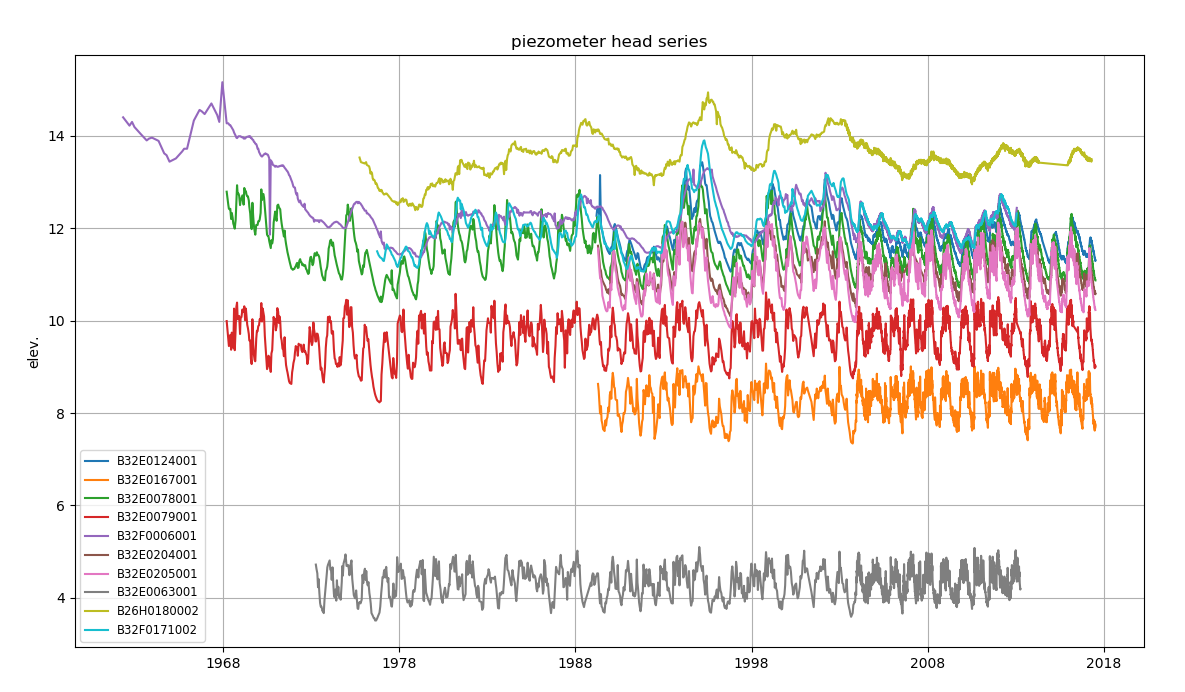 piezometer head series
elev.
14
12
10
8
6
4
B32E0124001
B32E0167001
B32E0078001
B32E0079001
B32F0006001
B32E0204001
B32E0205001
B32E0063001
B26H0180002
B32F0171002
1968
1978
1988
1998
2008
2018